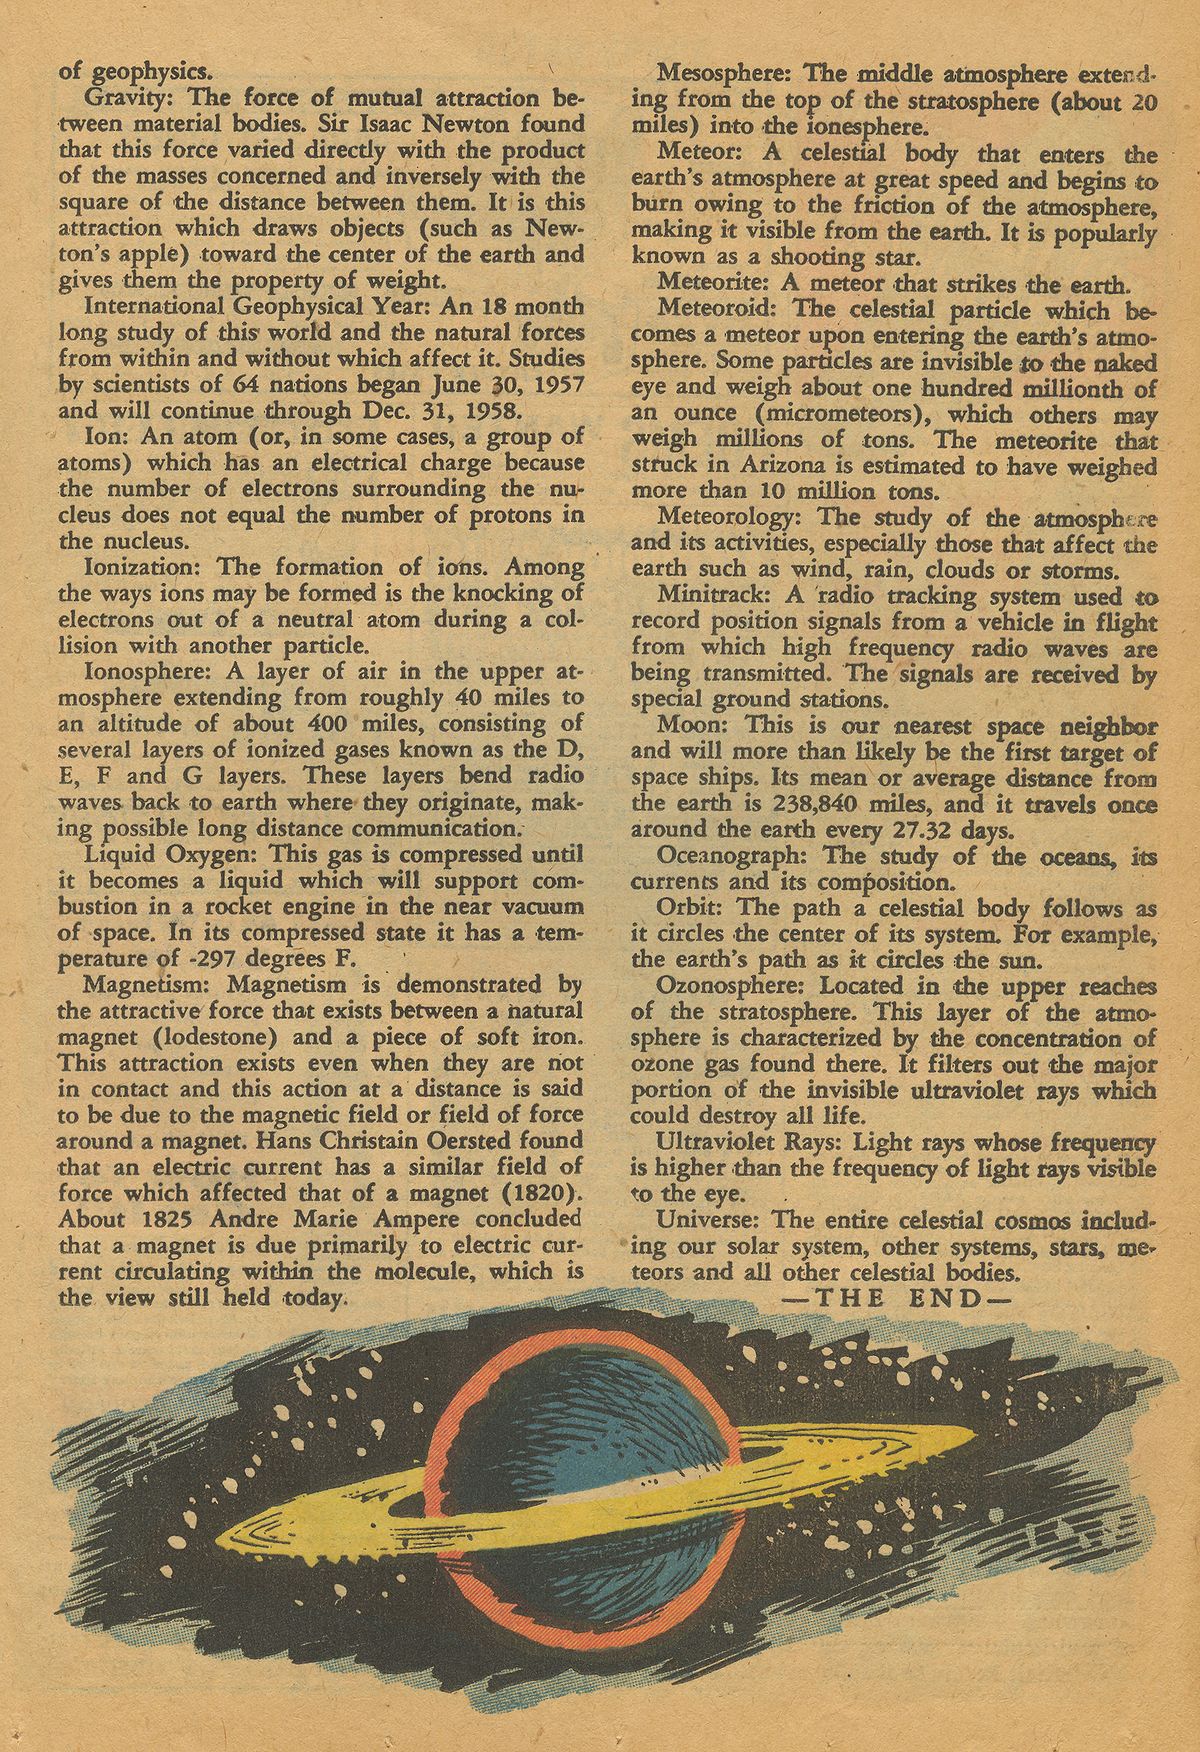 of geophysics.
Gravity: The force of mutual attraction be-
tween material bodies. Sir Isaac Newton found
that this force varied directly with the product
of the masses concerned and inversely with the
square of the distance between them. It is this
attraction which draws objects (such as New-
ton's apple) toward the center of the earth and
gives them the property of weight.
International Geophysical Year: An 18 month
long study of this world and the natural forces
from within and without which affect it. Studies
by scientists of 64 nations began June 30, 1957
and will continue through Dec. 31, 1958.
Ion: An atom (or, in some cases, a group of
atoms) which has an electrical charge because
the number of electrons surrounding the nu-
cleus does not equal the number of protons in
the nucleus.
Ionization: The formation of ions. Among
the ways ions may be formed is the knocking of
electrons out of a neutral atom during a col-
lision with another particle.
Ionosphere: A layer of air in the upper at-
mosphere extending from roughly 40 miles to
an altitude of about 400 miles, consisting of
several layers of ionized gases known as the D,
E, F and G layers. These layers bend radio
waves back to earth where they originate, mak-
ing possible long distance communication.
Liquid Oxygen: This gas is compressed until
it becomes a liquid which will support com-
bustion in a rocket engine in the near vacuum
of space. In its compressed state it has a tem-
perature of -297 degrees F.
Magnetism: Magnetism is demonstrated by
the attractive force that exists between a natural
magnet (lodestone) and a piece of soft iron.
This attraction exists even when they are not
in contact and this action at a distance is said
to be due to the magnetic field or field of force
around a magnet. Hans Christain Oersted found
that an electric current has a similar field of
force which affected that of a magnet (1820).
About 1825 Andre Marie Ampere concluded
that a magnet is due primarily to electric cur-
rent circulating within the molecule, which is
the view still held today.
Mesosphere: The middle atmosphere extend-
ing from the top of the stratosphere (about 20
miles) into the ionesphere.
Meteor: A celestial body that enters the
earth's atmosphere at great speed and begins to
burn owing to the friction of the atmosphere,
making it visible from the earth. It is popularly
known as a shooting star.
Meteorite: A meteor that strikes the earth.
Meteoroid: The celestial particle which be-
comes a meteor upon entering the earth's atmo-
sphere. Some particles are invisible to the naked
eye and weigh about one hundred millionth of
an ounce (micrometeors), which others may
weigh millions of tons. The meteorite that
struck in Arizona is estimated to have weighed
more than 10 million tons.
Meteorology: The study of the atmosphere
and its activities, especially those that affect the
earth such as wind, rain, clouds or storms.
Minitrack: A radio tracking system used to
record position signals from a vehicle in flight
from which high frequency radio waves are
being transmitted. The signals are received by
special ground stations.
Moon: This is our nearest space neighbor
and will more than likely be the first target of
space ships. Its mean or average distance from
the earth is 238,840 miles, and it travels once
around the earth every 27.32 days.
Oceanograph: The study of the oceans, its
currents and its composition.
Orbit: The path a celestial body follows as
it circles the center of its system. For example,
the earth's path as it circles the sun.
Ozonosphere: Located in the upper reaches
of the stratosphere. This layer of the atmo-
sphere is characterized by the concentration of
ozone gas found there. It filters out the major
portion of the invisible ultraviolet rays which
could destroy all life.
Ultraviolet Rays: Light rays whose frequency
is higher than the frequency of light rays visible
to the eye.
Universe: The entire celestial cosmos includ-
ing our solar system, other systems, stars, me-
teors and all other celestial bodies.
—THE END—